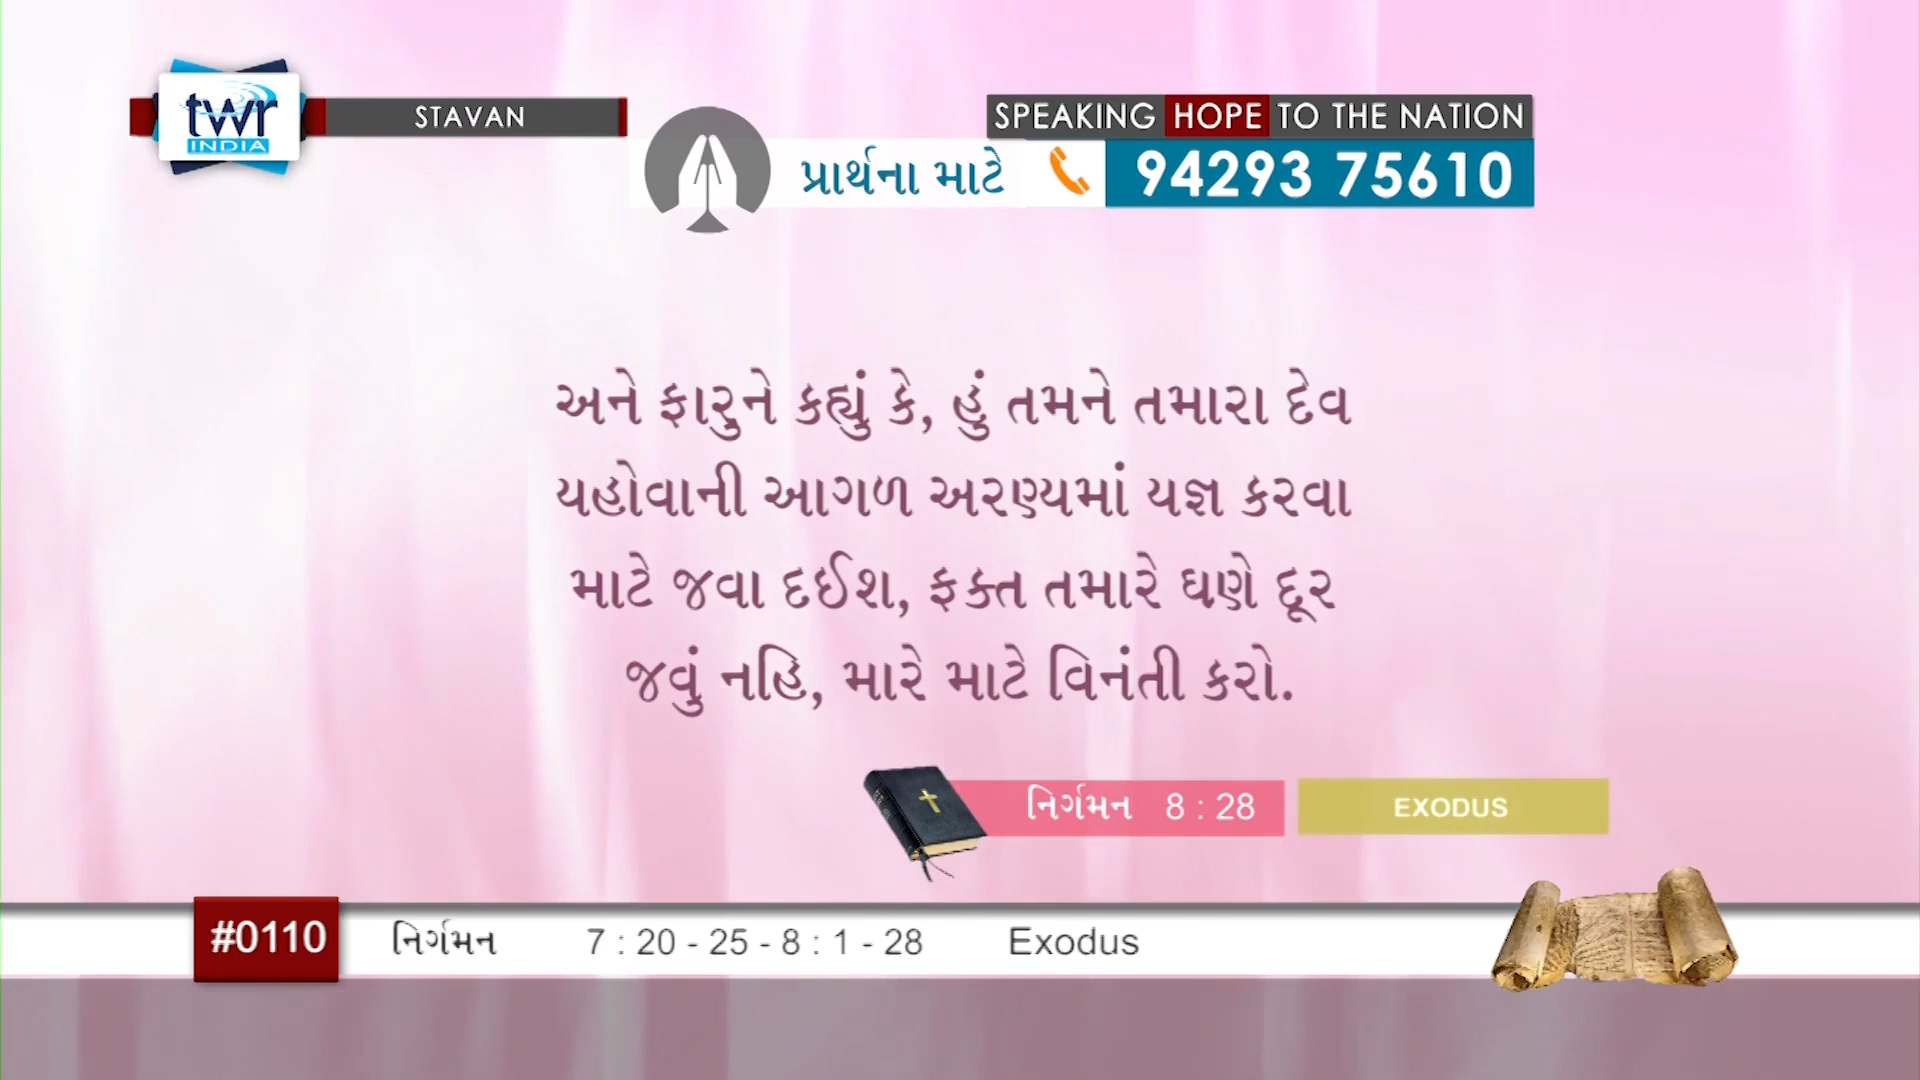 twr
INDIA
STAVAN
SPEAKING HOPE TO THE NATION
પ્રાર્થના માટે
94293 75610
અને ફારુને કહ્યું કે, હું તમને તમારા દેવ
યહોવાની આગળ અરણ્યમાં યજ્ઞ કરવા
માટે જવા દઈશ, ફક્ત તમારે ઘણે દૂર
જવું નહિ, મારે માટે વિનંતી કરો.
નિર્ગમન 8 : 28
EXODUS
#0110
નિર્ગમન 7 : 20 - 25 - 8 : 1 - 28 Exodus